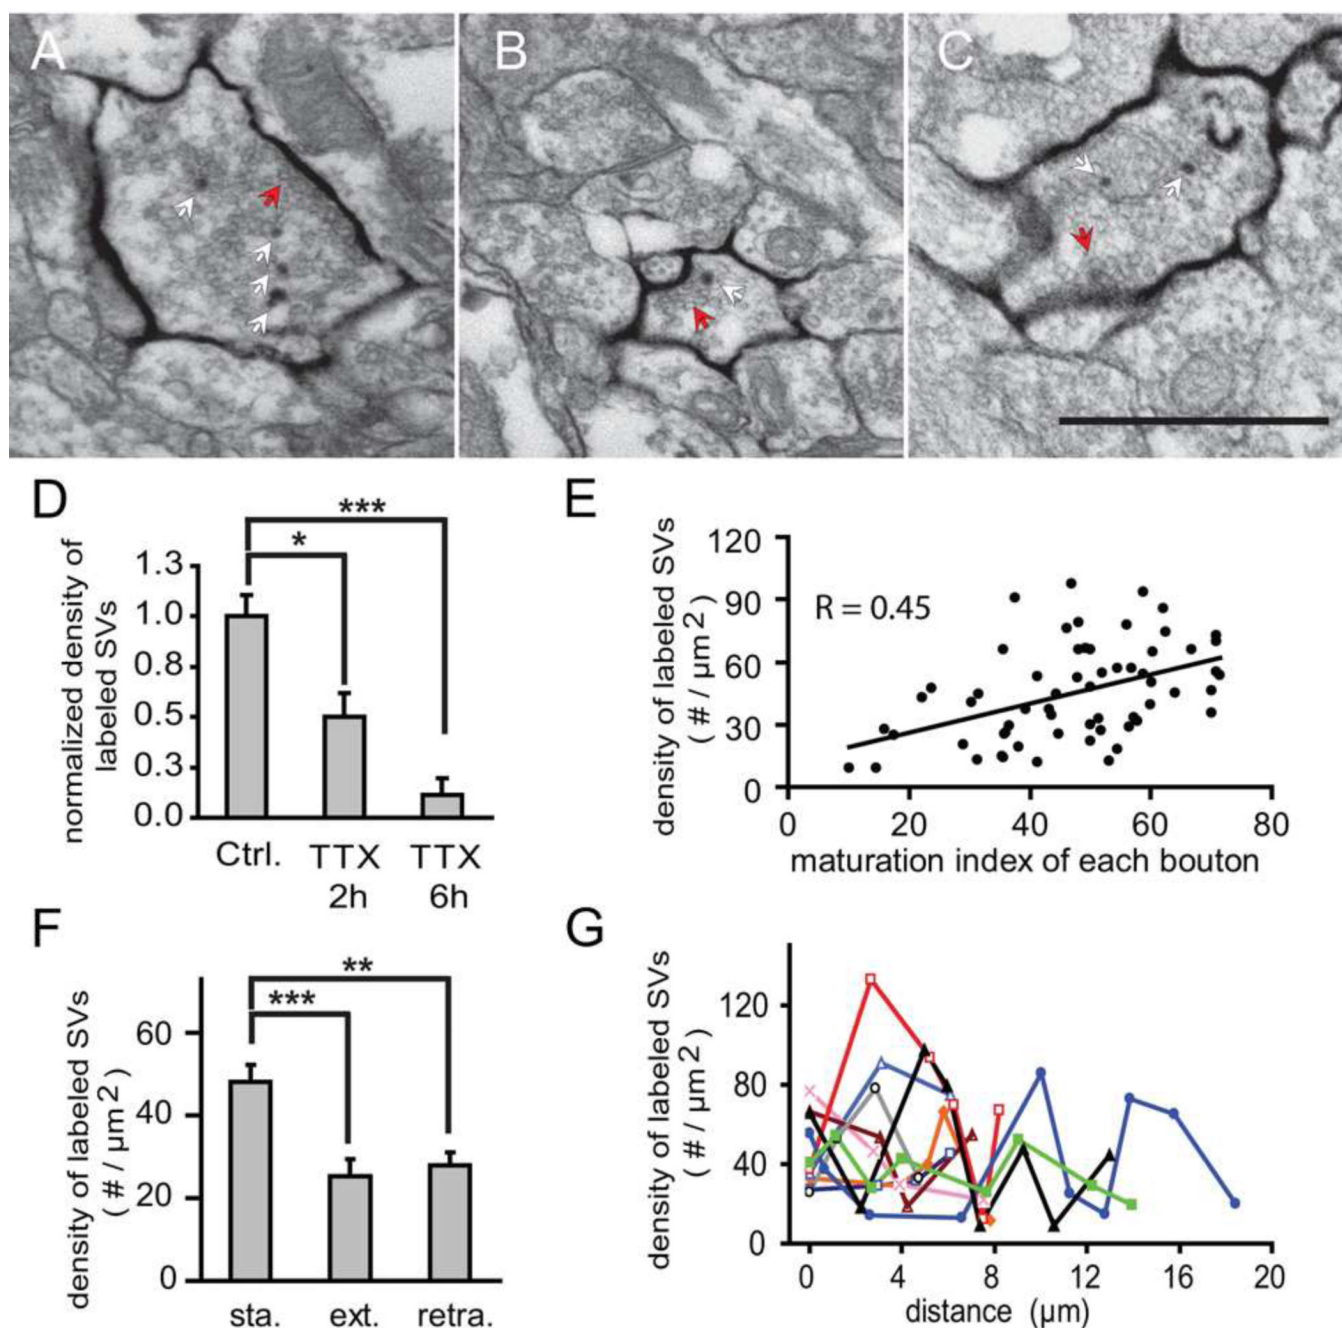 A B C
D
normalized density of
labeled SVs
1.3
1.0
0.8
0.5
0.3
0.0
*
***
Ctrl. TTX TTX
2h 6h
E
density of labeled SVs
( # / μm²)
120
90
60
30
0
R = 0.45
0 20 40 60 80
maturation index of each bouton
F
density of labeled SVs
( # / μm²)
60
40
20
0
**
***
sta. ext. retra.
G
density of labeled SVs
( # / μm²)
120
80
40
0
0 4 8 12 16 20
distance (μm)